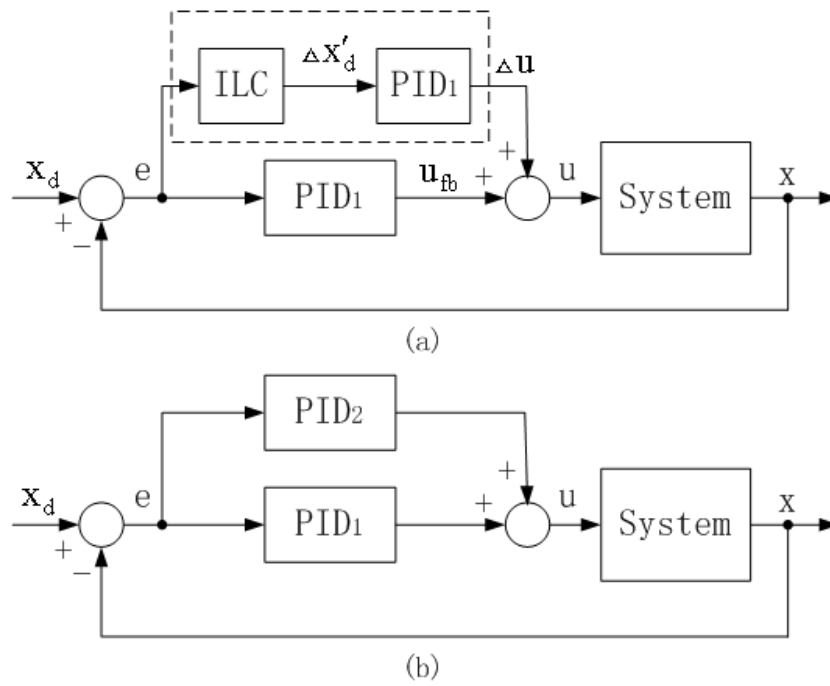 △x′d
△u
ILC
PID1
xd
e
PID1
ufb
+
+
u
System
x
+
−
(a)
PID2
xd
e
PID1
+
+
u
System
x
+
−
(b)